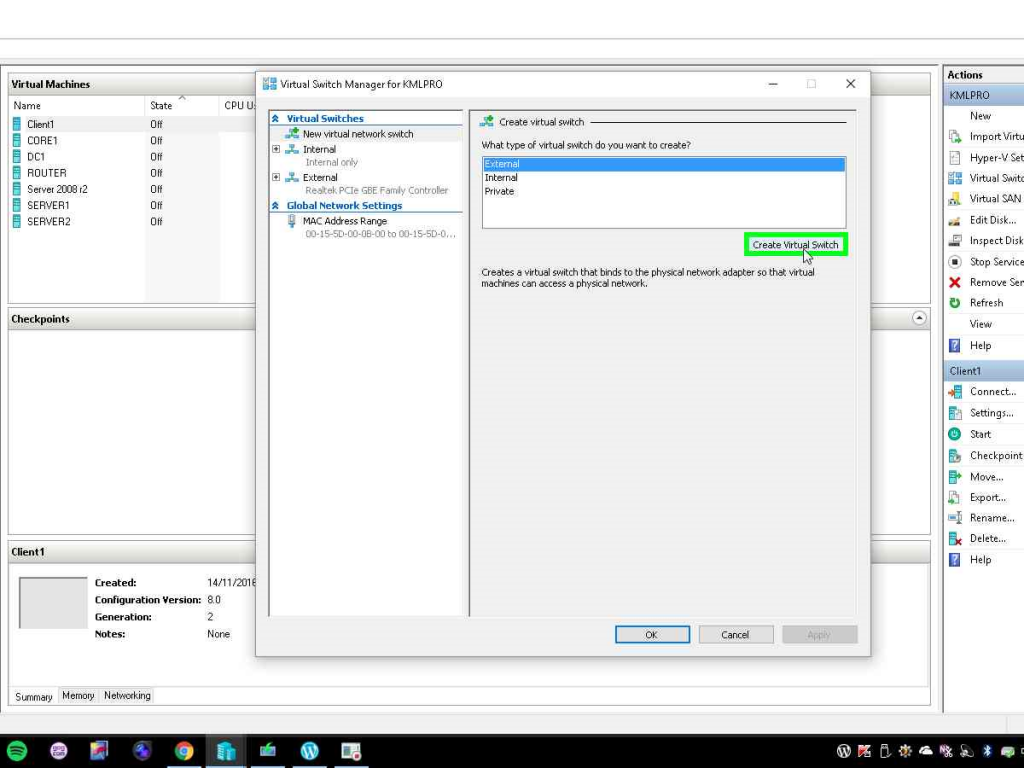 Virtual Machines
Name State CPU U
Client1 Off
CORE1 Off
DC1 Off
ROUTER Off
Server 2008 r2 Off
SERVER1 Off
SERVER2 Off
Checkpoints
Client1
Created: 14/11/2016
Configuration Version: 8.0
Generation: 2
Notes: None
Summary Memory Networking
Virtual Switch Manager for KMLPRO
Virtual Switches
New virtual network switch
Internal
Internal only
External
Realtek PCIe GBE Family Controller
Global Network Settings
MAC Address Range
00-15-5D-00-0B-00 to 00-15-5D-0...
Create virtual switch
What type of virtual switch do you want to create?
External
Internal
Private
Create Virtual Switch
Creates a virtual switch that binds to the physical network adapter so that virtual
machines can access a physical network.
OK Cancel Apply
Actions
KMLPRO
New
Import Virtu
Hyper-V Set
Virtual Switc
Virtual SAN
Edit Disk...
Inspect Disk
Stop Service
Remove Ser
Refresh
View
Help
Client1
Connect...
Settings...
Start
Checkpoint
Move...
Export...
Rename...
Delete...
Help